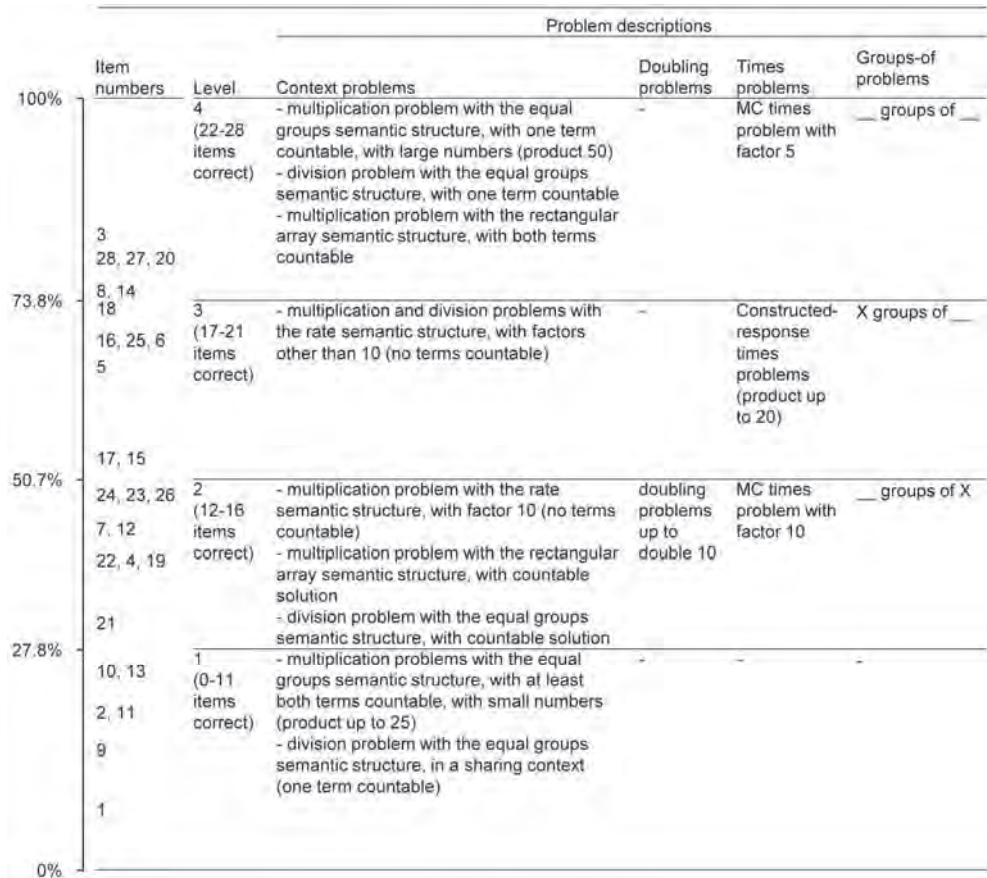 Problem descriptions
Item numbers
Level
Context problems
Doubling problems
Times problems
Groups-of problems
100%
4
(22-28
items
correct)
- multiplication problem with the equal
groups semantic structure, with one term
countable, with large numbers (product 50)
- division problem with the equal groups
semantic structure, with one term countable
- multiplication problem with the rectangular
array semantic structure, with both terms
countable
-
MC times
problem with
factor 5
__ groups of __
3
28, 27, 20
8, 14
73.8%
18
16, 25, 6
5
17, 15
3
(17-21
items
correct)
- multiplication and division problems with
the rate semantic structure, with factors
other than 10 (no terms countable)
-
Constructed-
response
times
problems
(product up
to 20)
X groups of __
50.7%
24, 23, 26
7, 12
22, 4, 19
21
2
(12-16
items
correct)
- multiplication problem with the rate
semantic structure, with factor 10 (no terms
countable)
- multiplication problem with the rectangular
array semantic structure, with countable
solution
- division problem with the equal groups
semantic structure, with countable solution
doubling
problems
up to
double 10
MC times
problem with
factor 10
__ groups of X
27.8%
10, 13
2, 11
9
1
1
(0-11
items
correct)
- multiplication problems with the equal
groups semantic structure, with at least
both terms countable, with small numbers
(product up to 25)
- division problem with the equal groups
semantic structure, in a sharing context
(one term countable)
-
-
-
0%